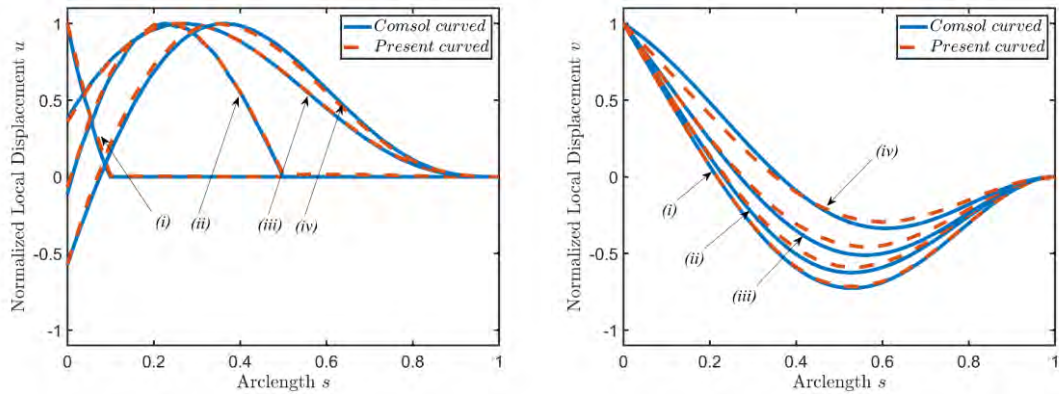 Comsol curved
Present curved
1
0.5
0
-0.5
-1
Normalized Local Displacement u
(i)
(ii)
(iii)
(iv)
0
0.2
0.4
0.6
0.8
1
Arclength s
Comsol curved
Present curved
1
0.5
0
-0.5
-1
Normalized Local Displacement v
(iv)
(i)
(ii)
(iii)
0
0.2
0.4
0.6
0.8
1
Arclength s